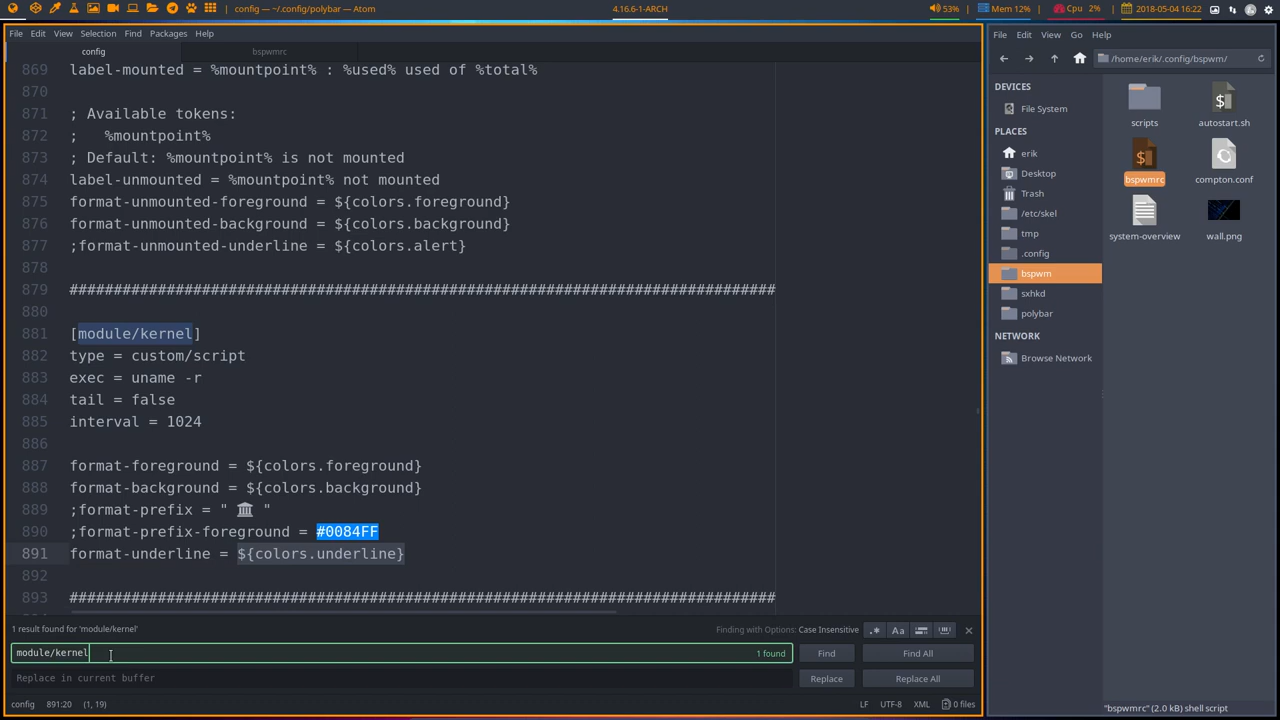 config — ~/.config/polybar — Atom
4.16.6-1-ARCH
53%
Mem 12%
Cpu 2%
2018-05-04 16:22
File Edit View Selection Find Packages Help
config
bspwmrc
869 label-mounted = %mountpoint% : %used% used of %total%
870
871 ; Available tokens:
872 ;   %mountpoint%
873 ; Default: %mountpoint% is not mounted
874 label-unmounted = %mountpoint% not mounted
875 format-unmounted-foreground = ${colors.foreground}
876 format-unmounted-background = ${colors.background}
877 ;format-unmounted-underline = ${colors.alert}
878
879 ################################################################################
880
881 [module/kernel]
882 type = custom/script
883 exec = uname -r
884 tail = false
885 interval = 1024
886
887 format-foreground = ${colors.foreground}
888 format-background = ${colors.background}
889 ;format-prefix = " 🏛 "
890 ;format-prefix-foreground = #0084FF
891 format-underline = ${colors.underline}
892
893 ################################################################################
1 result found for 'module/kernel'
Finding with Options: Case Insensitive
.*
Aa
module/kernel
1 found
Find
Find All
Replace in current buffer
Replace
Replace All
config 891:20 (1, 19)
LF UTF-8 XML 0 files
File Edit View Go Help
/home/erik/.config/bspwm/
DEVICES
File System
PLACES
erik
Desktop
Trash
/etc/skel
tmp
.config
bspwm
sxhkd
polybar
NETWORK
Browse Network
scripts
autostart.sh
bspwmrc
compton.conf
system-overview
wall.png
"bspwmrc" (2.0 kB) shell script